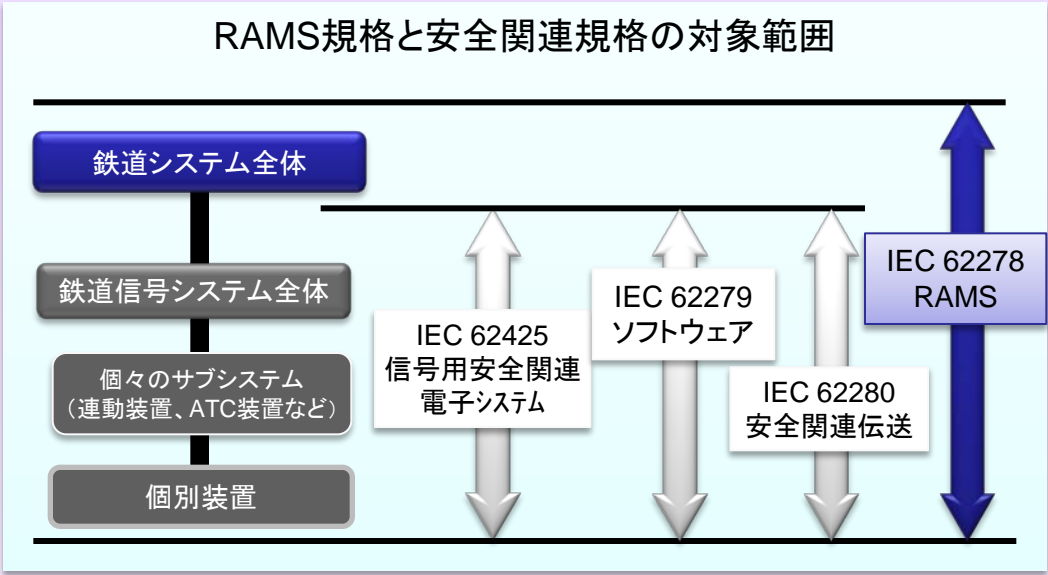 RAMS規格と安全関連規格の対象範囲
鉄道システム全体
鉄道信号システム全体
個々のサブシステム
（連動装置、ATC装置など）
個別装置
IEC 62425
信号用安全関連
電子システム
IEC 62279
ソフトウェア
IEC 62280
安全関連伝送
IEC 62278
RAMS